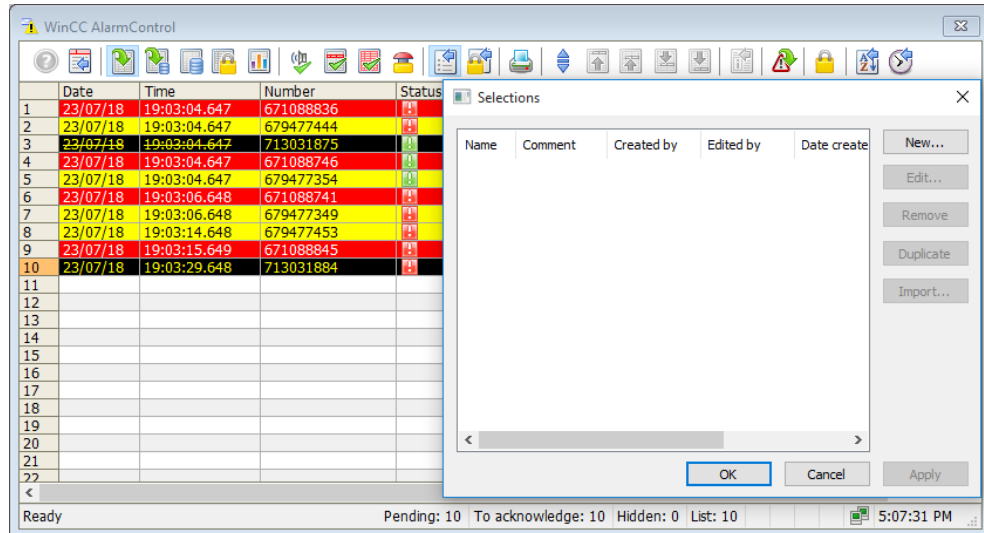 WinCC AlarmControl
Date Time Number Status
1 23/07/18 19:03:04.647 671088836
2 23/07/18 19:03:04.647 679477444
3 23/07/18 19:03:04.647 713031875
4 23/07/18 19:03:04.647 671088746
5 23/07/18 19:03:04.647 679477354
6 23/07/18 19:03:06.648 671088741
7 23/07/18 19:03:06.648 679477349
8 23/07/18 19:03:14.648 679477453
9 23/07/18 19:03:15.649 671088845
10 23/07/18 19:03:29.648 713031884
11
12
13
14
15
16
17
18
19
20
21
22
Selections
Name Comment Created by Edited by Date create
New...
Edit...
Remove
Duplicate
Import...
OK Cancel Apply
Ready Pending: 10 To acknowledge: 10 Hidden: 0 List: 10 5:07:31 PM